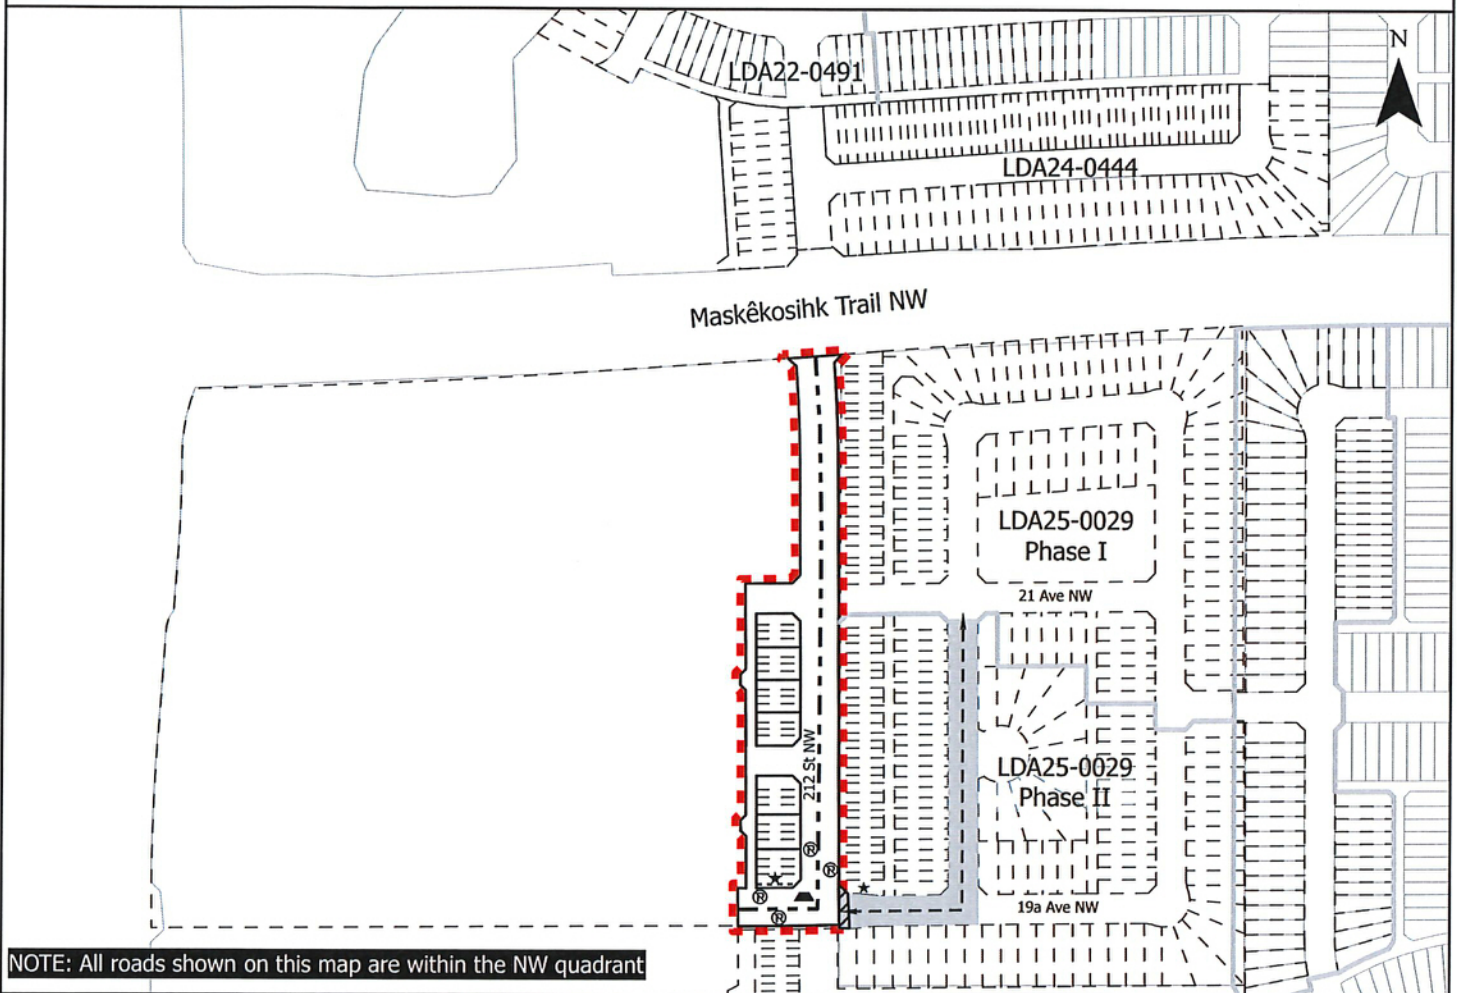 N
LDA22-0491
LDA24-0444
Maskêkosihk Trail NW
LDA25-0029
Phase I
21 Ave NW
212 St NW
LDA25-0029
Phase II
R
R
R
R
19a Ave NW
NOTE: All roads shown on this map are within the NW quadrant